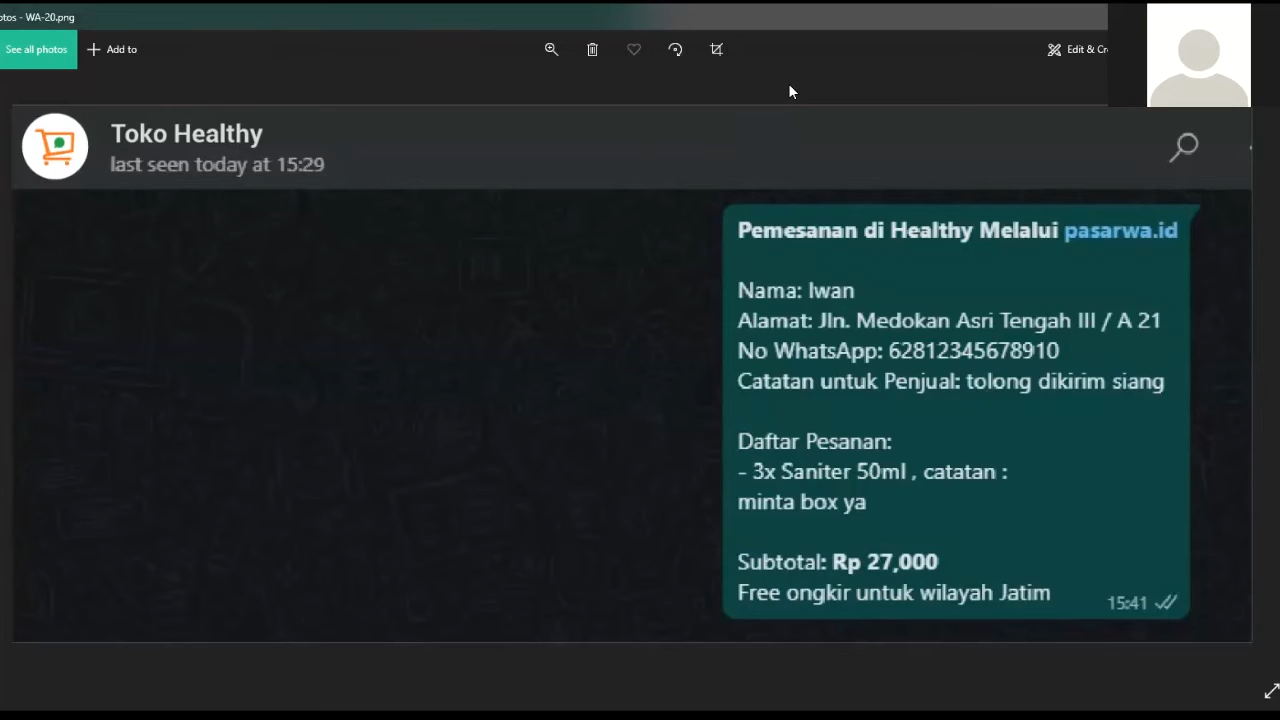 otos - WA-20.png
See all photos
Add to
Edit & Cr
Toko Healthy
last seen today at 15:29
Pemesanan di Healthy Melalui pasarwa.id
Nama: Iwan
Alamat: Jln. Medokan Asri Tengah III / A 21
No WhatsApp: 62812345678910
Catatan untuk Penjual: tolong dikirim siang
Daftar Pesanan:
- 3x Saniter 50ml , catatan :
minta box ya
Subtotal: Rp 27,000
Free ongkir untuk wilayah Jatim
15:41